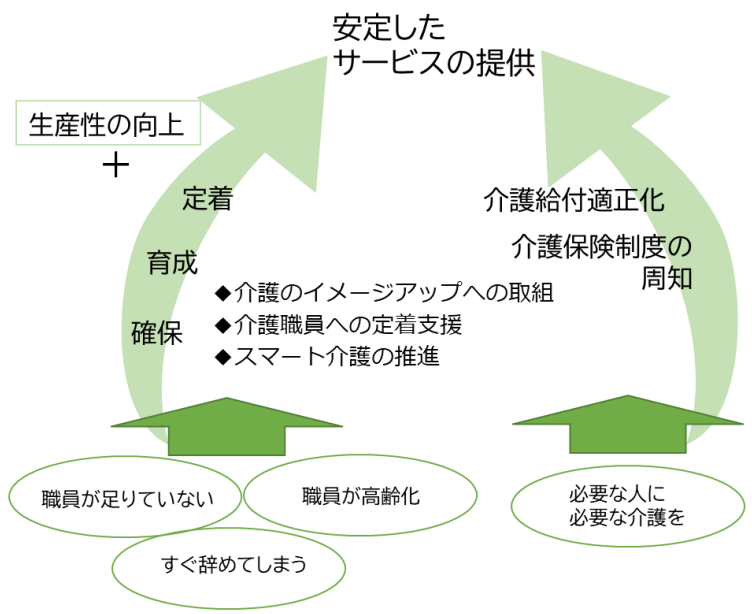 安定した
サービスの提供
生産性の向上
＋
定着
育成
確保
◆介護のイメージアップへの取組
◆介護職員への定着支援
◆スマート介護の推進
介護給付適正化
介護保険制度の
周知
職員が足りていない
職員が高齢化
すぐ辞めてしまう
必要な人に
必要な介護を